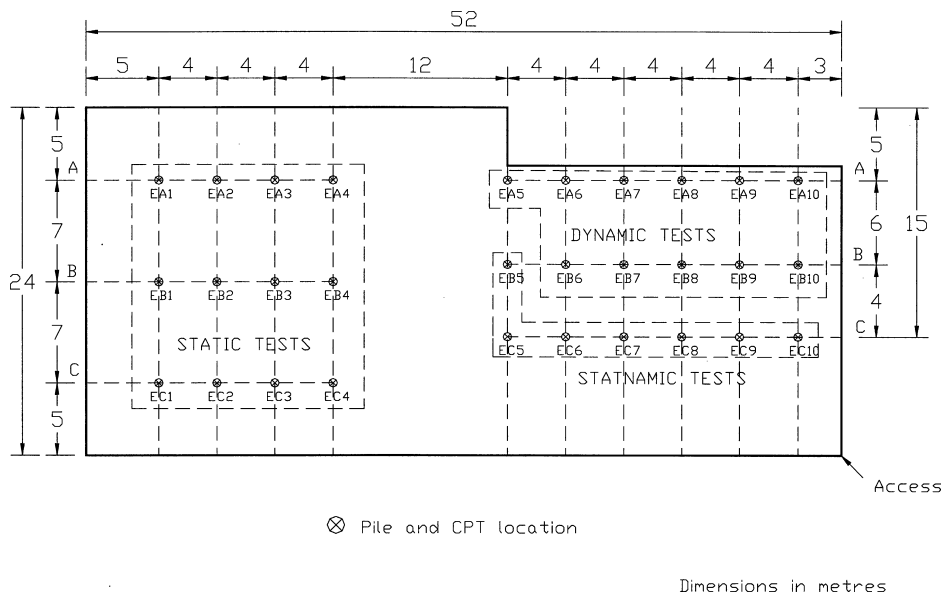 52
5 4 4 4 12 4 4 4 4 4 3
5 5
A A
EA1 EA2 EA3 EA4 EA5 EA6 EA7 EA8 EA9 EA10
7 6 15
DYNAMIC TESTS
B
EB5 EB6 EB7 EB8 EB9 EB10
24 B
EB1 EB2 EB3 EB4
4
7
C
STATIC TESTS
EC5 EC6 EC7 EC8 EC9 EC10
C
STATNAMIC TESTS
EC1 EC2 EC3 EC4
5
Access
Pile and CPT location
Dimensions in metres